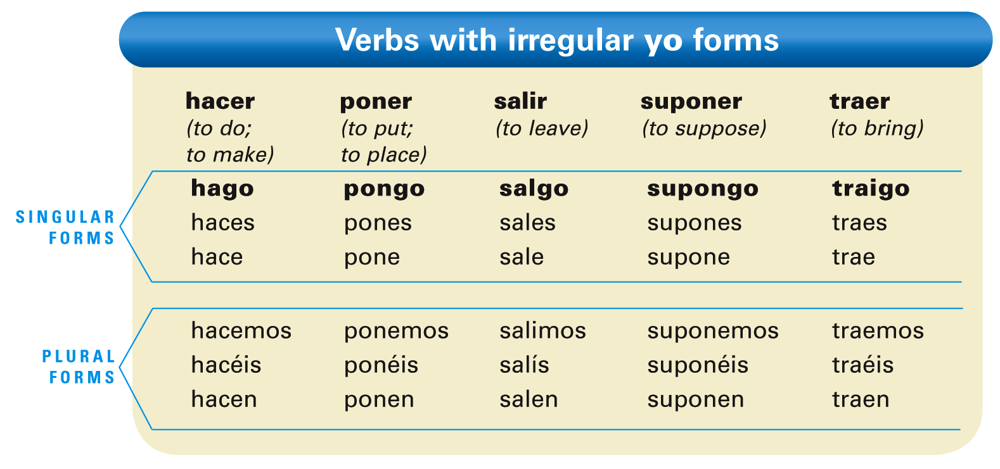 Verbs with irregular yo forms
hacer poner salir suponer traer
(to do; (to put; (to leave) (to suppose) (to bring)
to make) to place)
hago pongo salgo supongo traigo
SINGULAR
haces pones sales supones traes
FORMS
hace pone sale supone trae
hacemos ponemos salimos suponemos traemos
PLURAL
hacéis ponéis salís suponéis traéis
FORMS
hacen ponen salen suponen traen